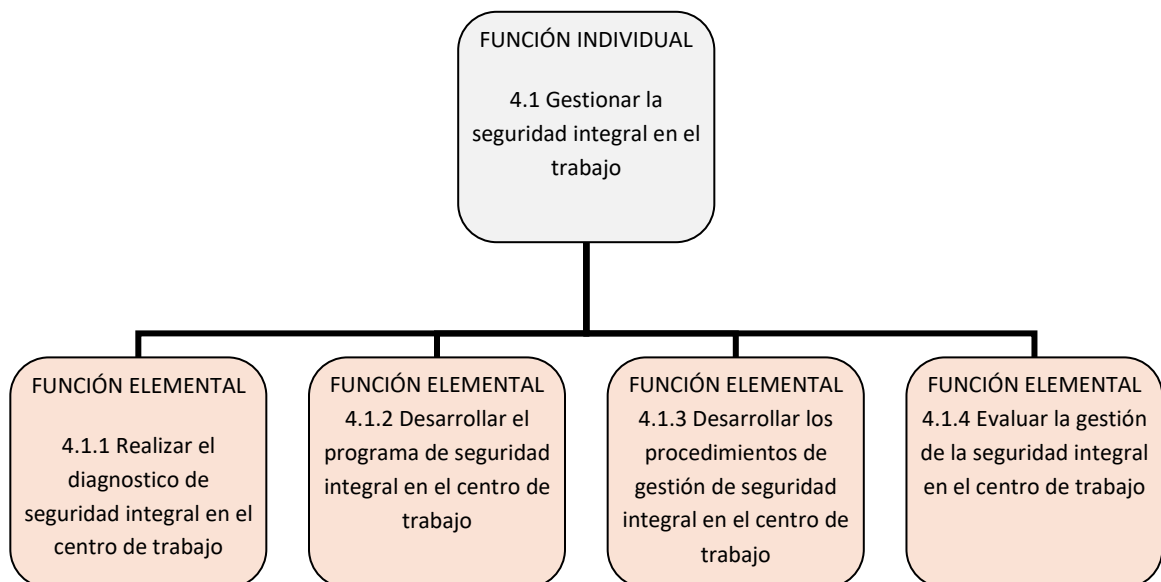 FUNCIÓN INDIVIDUAL
4.1 Gestionar la
seguridad integral en el
trabajo
FUNCIÓN ELEMENTAL
4.1.1 Realizar el
diagnostico de
seguridad integral en el
centro de trabajo
FUNCIÓN ELEMENTAL
4.1.2 Desarrollar el
programa de seguridad
integral en el centro de
trabajo
FUNCIÓN ELEMENTAL
4.1.3 Desarrollar los
procedimientos de
gestión de seguridad
integral en el centro de
trabajo
FUNCIÓN ELEMENTAL
4.1.4 Evaluar la gestión
de la seguridad integral
en el centro de trabajo